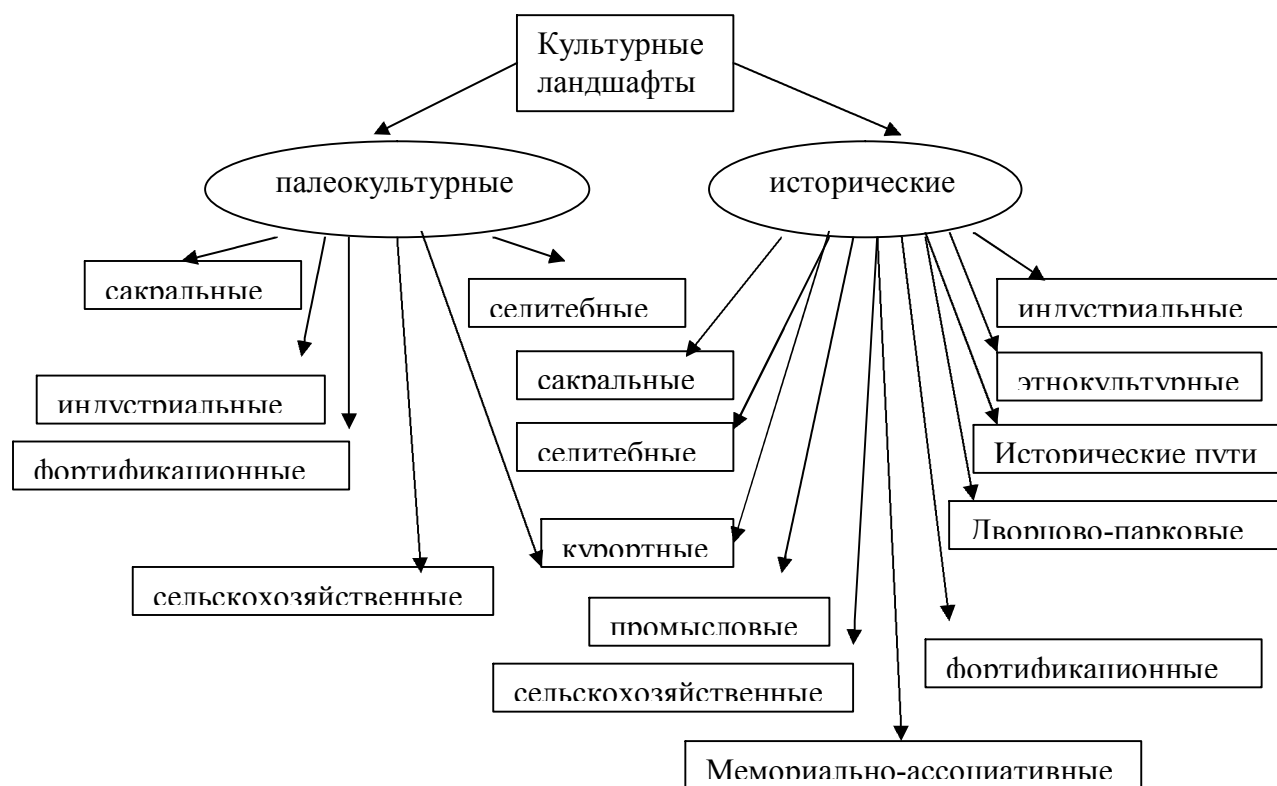 Культурные
ландшафты
палеокультурные
исторические
сакральные
селитебные
индустриальные
сакральные
индустриальные
этнокультурные
фортификационные
селитебные
Исторические пути
курортные
Дворцово-парковые
сельскохозяйственные
промысловые
фортификационные
сельскохозяйственные
Мемориально-ассоциативные